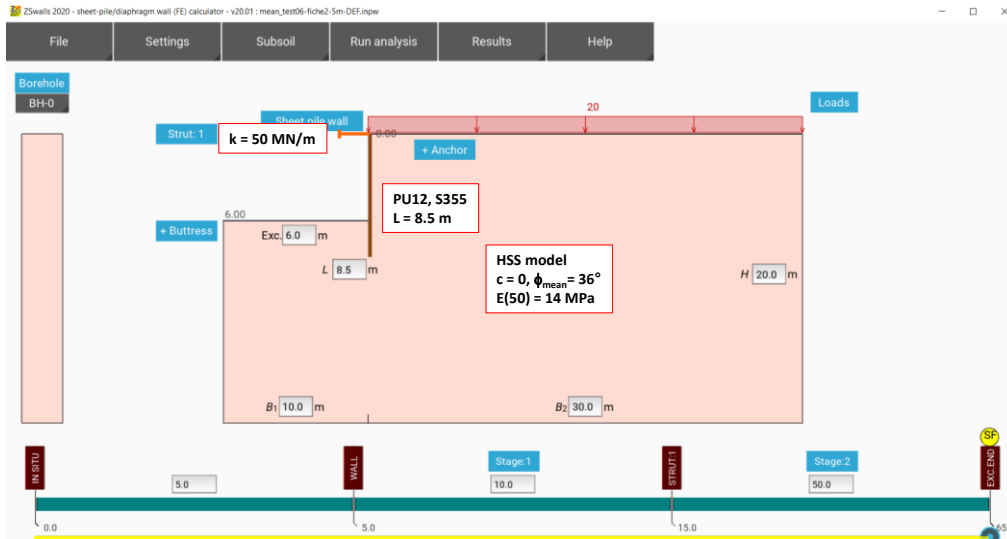 ZSwalls 2020 - sheet-pile/diaphragm wall (FE) calculator - v20.01 : mean_test06-fiche2-5m-DEF.inpw
File Settings Subsoil Run analysis Results Help
Borehole
BH-0
20
Loads
Sheet pile wall
Strut: 1
k = 50 MN/m
0.00
+ Anchor
PU12, S355
L = 8.5 m
6.00
+ Buttress
Exc. 6.0 m
L 8.5 m
HSS model
c = 0, ϕmean= 36°
E(50) = 14 MPa
H 20.0 m
B1 10.0 m
B2 30.0 m
SF
IN SITU
WALL
Stage:1
STRUT:1
Stage:2
EXC.END
5.0
10.0
50.0
0.0
5.0
15.0
65